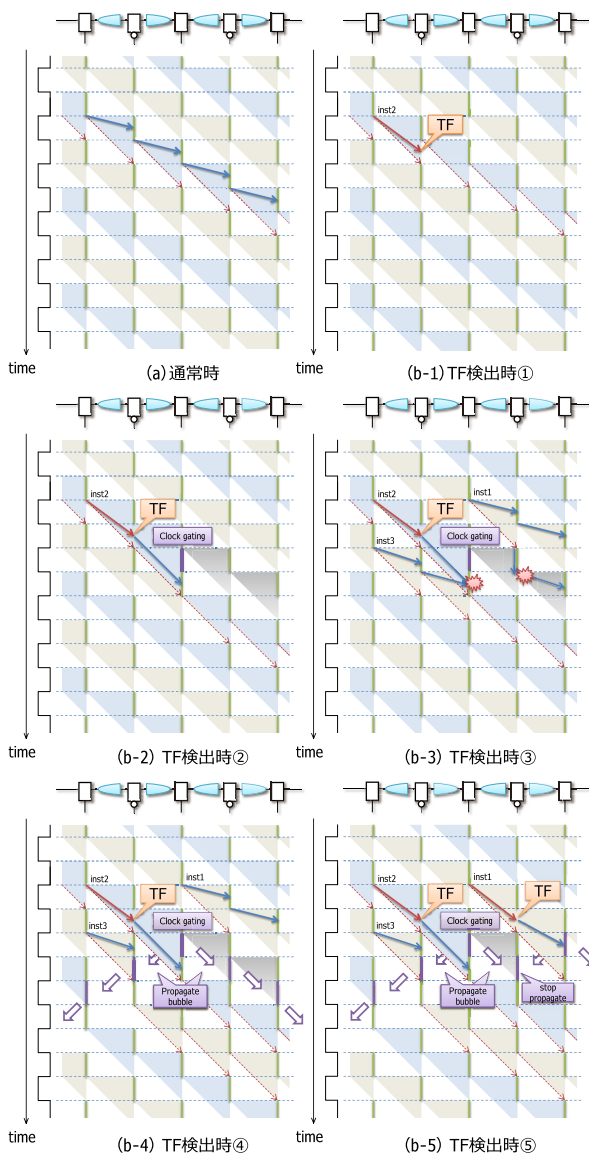 time
(a)通常時
inst2
TF
time
(b-1)TF検出時①
inst2
TF
Clock gating
time
(b-2) TF検出時②
inst2
TF
inst1
Clock gating
inst3
time
(b-3) TF検出時③
inst2
TF
inst1
Clock gating
inst3
Propagate
bubble
time
(b-4) TF検出時④
inst2
TF
inst1
TF
Clock gating
inst3
Propagate
bubble
stop
propagate
time
(b-5) TF検出時⑤